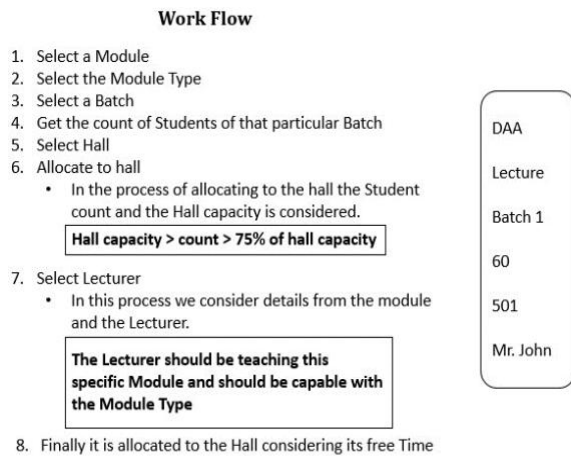 Work Flow
1. Select a Module
2. Select the Module Type
3. Select a Batch
4. Get the count of Students of that particular Batch
5. Select Hall
6. Allocate to hall
• In the process of allocating to the hall the Student
count and the Hall capacity is considered.
Hall capacity > count > 75% of hall capacity
7. Select Lecturer
• In this process we consider details from the module
and the Lecturer.
The Lecturer should be teaching this
specific Module and should be capable with
the Module Type
8. Finally it is allocated to the Hall considering its free Time
DAA
Lecture
Batch 1
60
501
Mr. John